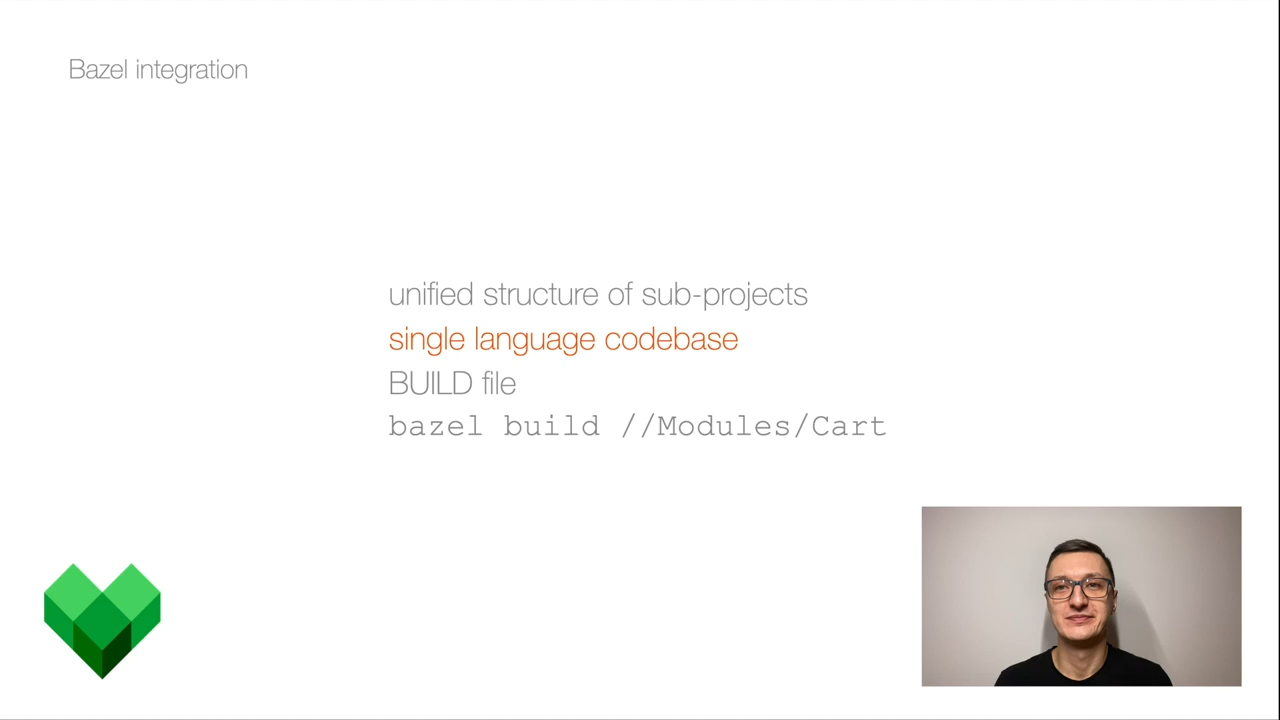 Bazel integration
unified structure of sub-projects
single language codebase
BUILD file
bazel build //Modules/Cart